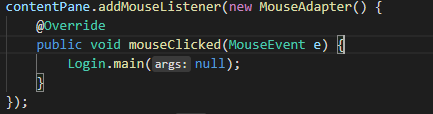 contentPane.addMouseListener(new MouseAdapter() {
@Override
public void mouseClicked(MouseEvent e) {
Login.main(args:null);
}
});